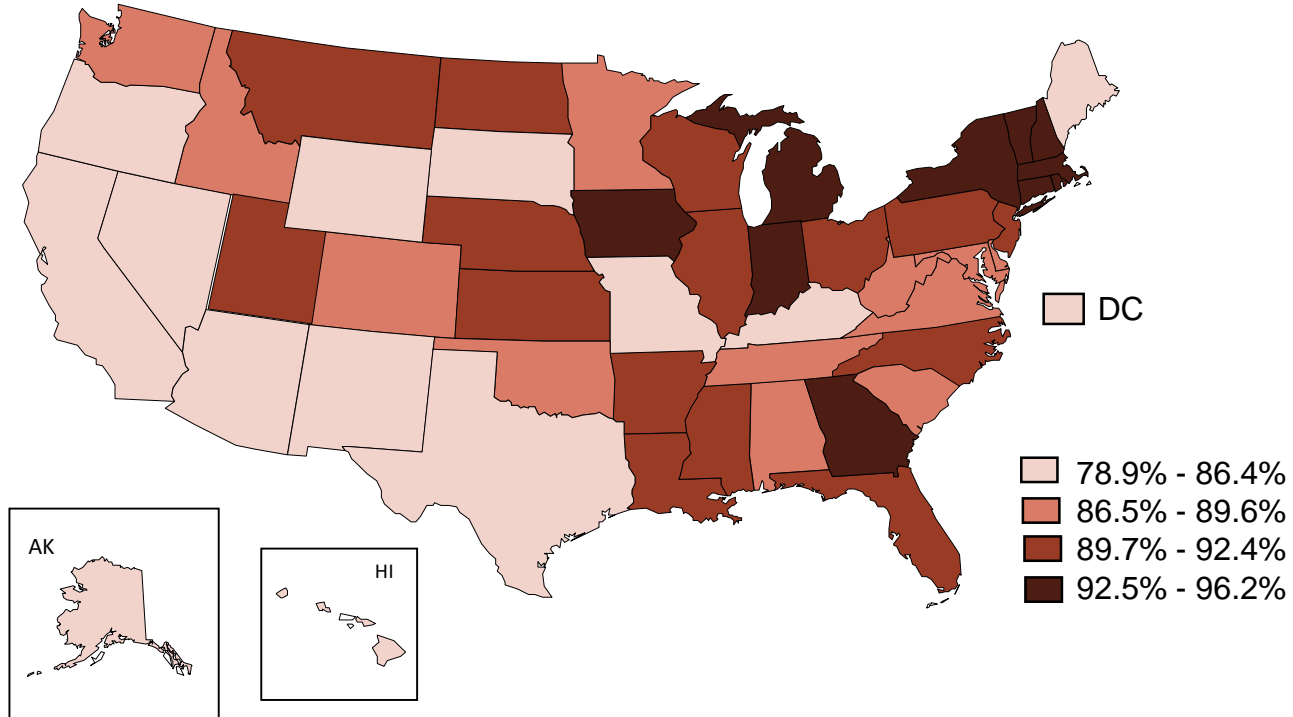 DC
78.9% - 86.4%
86.5% - 89.6%
89.7% - 92.4%
92.5% - 96.2%
AK
HI